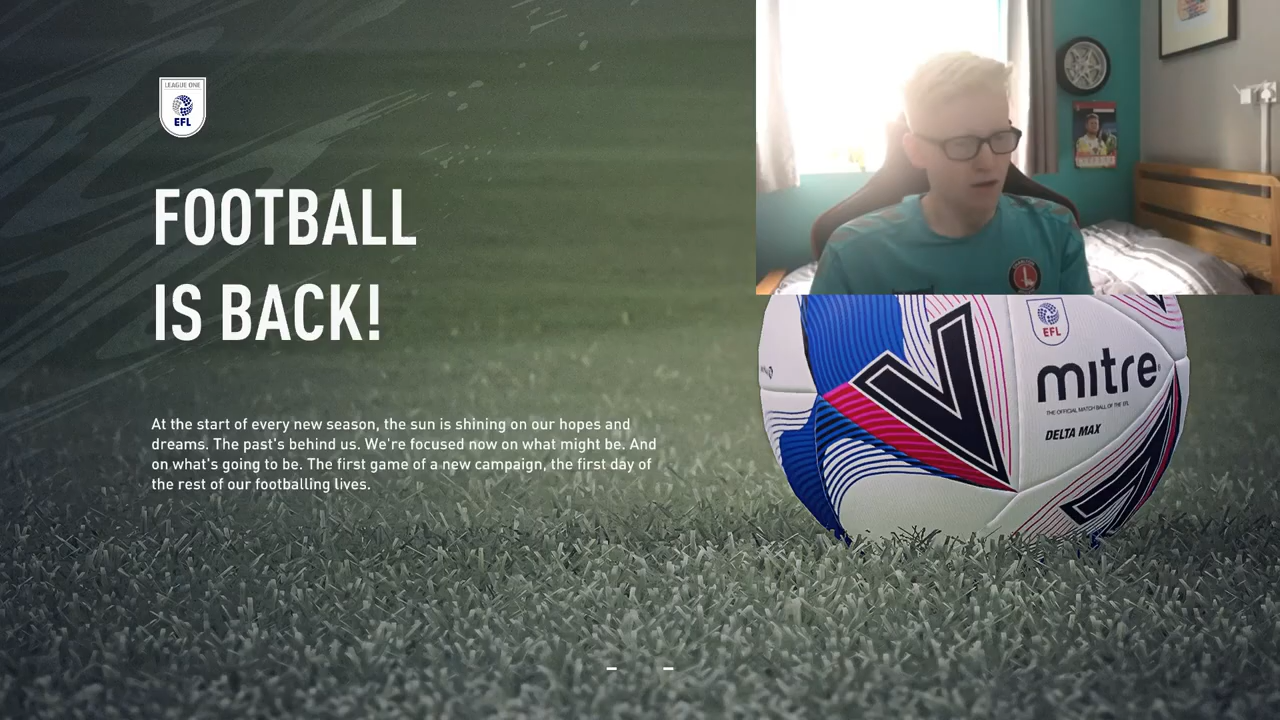 LEAGUE ONE
EFL
FOOTBALL
IS BACK!
At the start of every new season, the sun is shining on our hopes and
dreams. The past's behind us. We're focused now on what might be. And
on what's going to be. The first game of a new campaign, the first day of
the rest of our footballing lives.
EFL
mitre
THE OFFICIAL MATCH BALL OF THE EFL
DELTA MAX